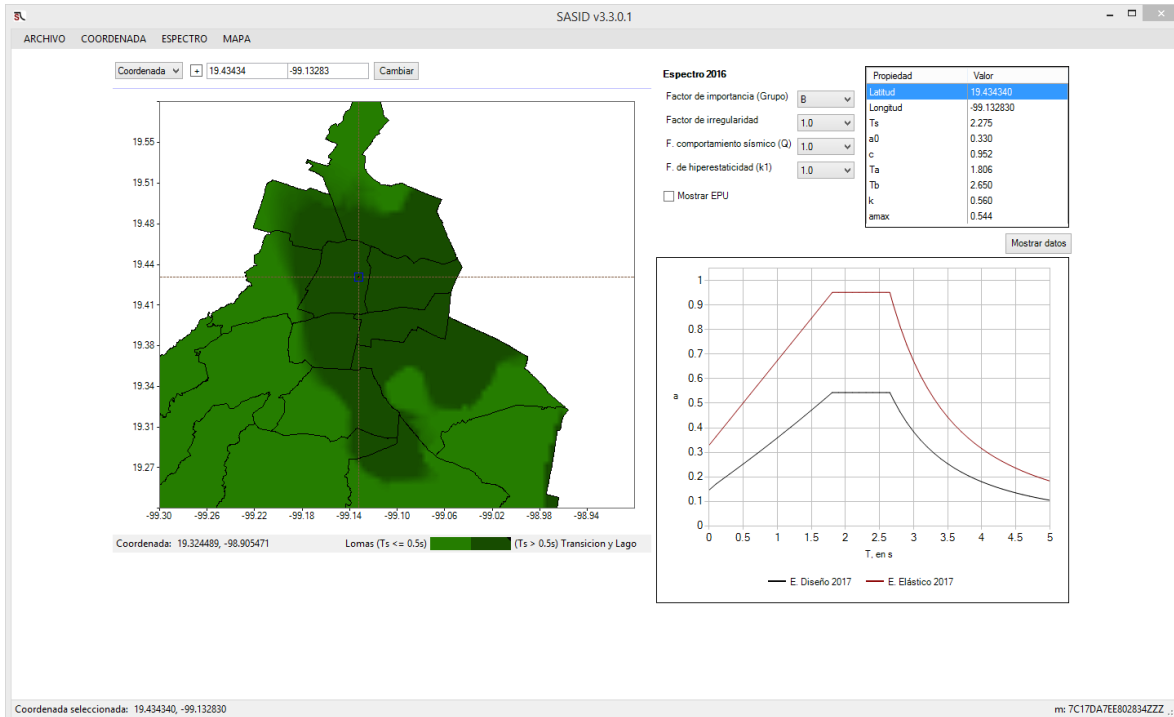 SASID v3.3.0.1
ARCHIVO COORDENADA ESPECTRO MAPA
Coordenada + 19.43434 -99.13283 Cambiar
19.55
19.51
19.48
19.44
19.41
19.38
19.34
19.31
19.27
-99.30 -99.26 -99.22 -99.18 -99.14 -99.10 -99.06 -99.02 -98.98 -98.94
Coordenada: 19.324489, -98.905471 Lomas (Ts <= 0.5s) (Ts > 0.5s) Transicion y Lago
Espectro 2016
Factor de importancia (Grupo) B
Factor de irregularidad 1.0
F. comportamiento sísmico (Q) 1.0
F. de hiperestaticidad (k1) 1.0
Mostrar EPU
Propiedad Valor
Latitud 19.434340
Longitud -99.132830
Ts 2.275
a0 0.330
c 0.952
Ta 1.806
Tb 2.650
k 0.560
amax 0.544
Mostrar datos
1
0.9
0.8
0.7
0.6
0.5
0.4
0.3
0.2
0.1
0
a
0 0.5 1 1.5 2 2.5 3 3.5 4 4.5 5
T, en s
E. Diseño 2017 E. Elástico 2017
Coordenada seleccionada: 19.434340, -99.132830 m: 7C17DA7EE802834ZZZ